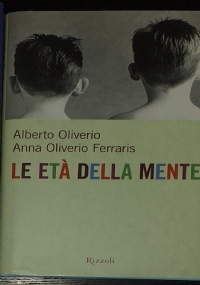 Alberto Oliverio
Anna Oliverio Ferraris
LE ETÀ DELLA MENTE
Rizzoli